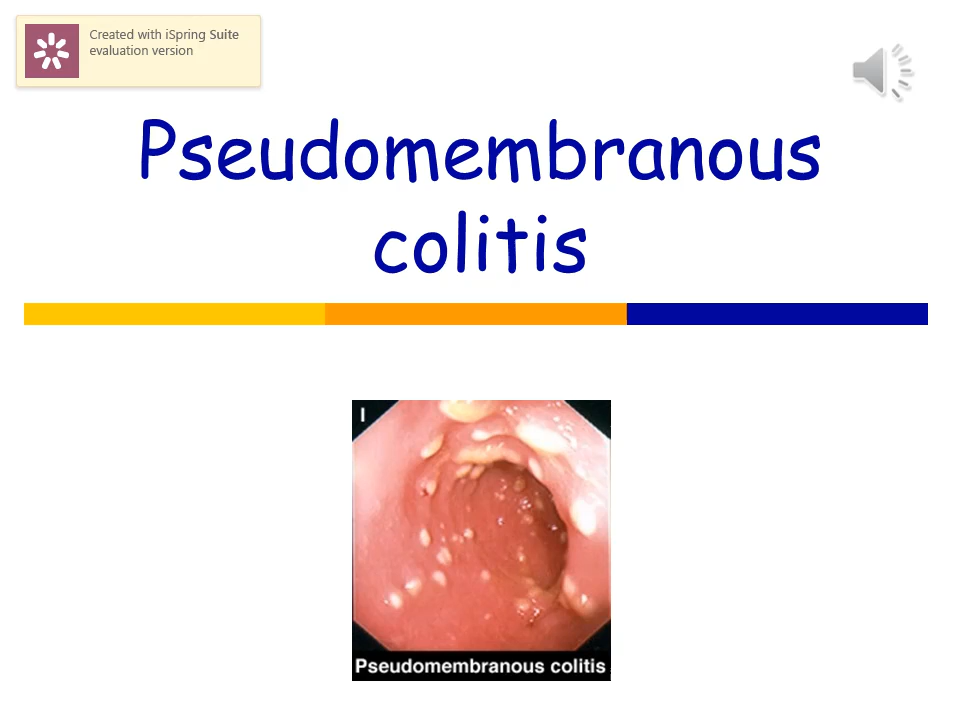 Created with iSpring Suite
evaluation version
Pseudomembranous
colitis
I
Pseudomembranous colitis